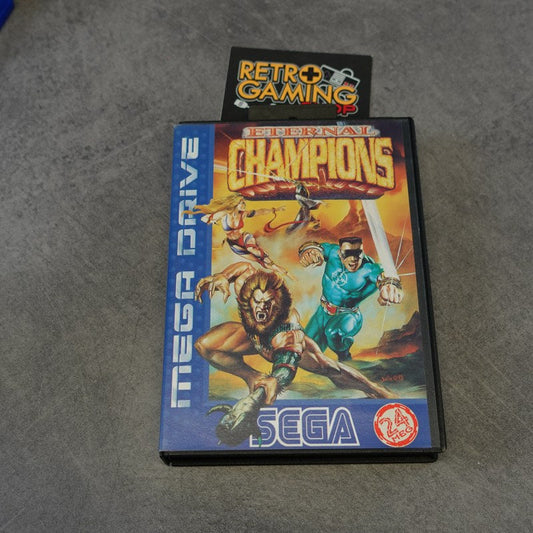 RETRO
GAMING
ETERNAL
CHAMPIONS
MEGA DRIVE
SEGA
24
MEG